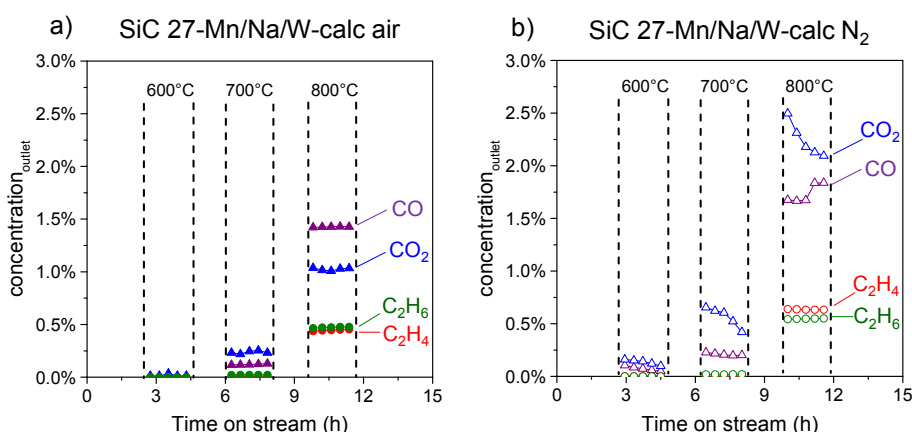 a) SiC 27-Mn/Na/W-calc air
3.0%
2.5%
2.0%
1.5%
1.0%
0.5%
0.0%
concentration_outlet
600°C 700°C 800°C
CO
CO₂
C₂H₆
C₂H₄
0 3 6 9 12 15
Time on stream (h)
b) SiC 27-Mn/Na/W-calc N₂
3.0%
2.5%
2.0%
1.5%
1.0%
0.5%
0.0%
concentration_outlet
600°C 700°C 800°C
CO₂
CO
C₂H₄
C₂H₆
0 3 6 9 12 15
Time on stream (h)